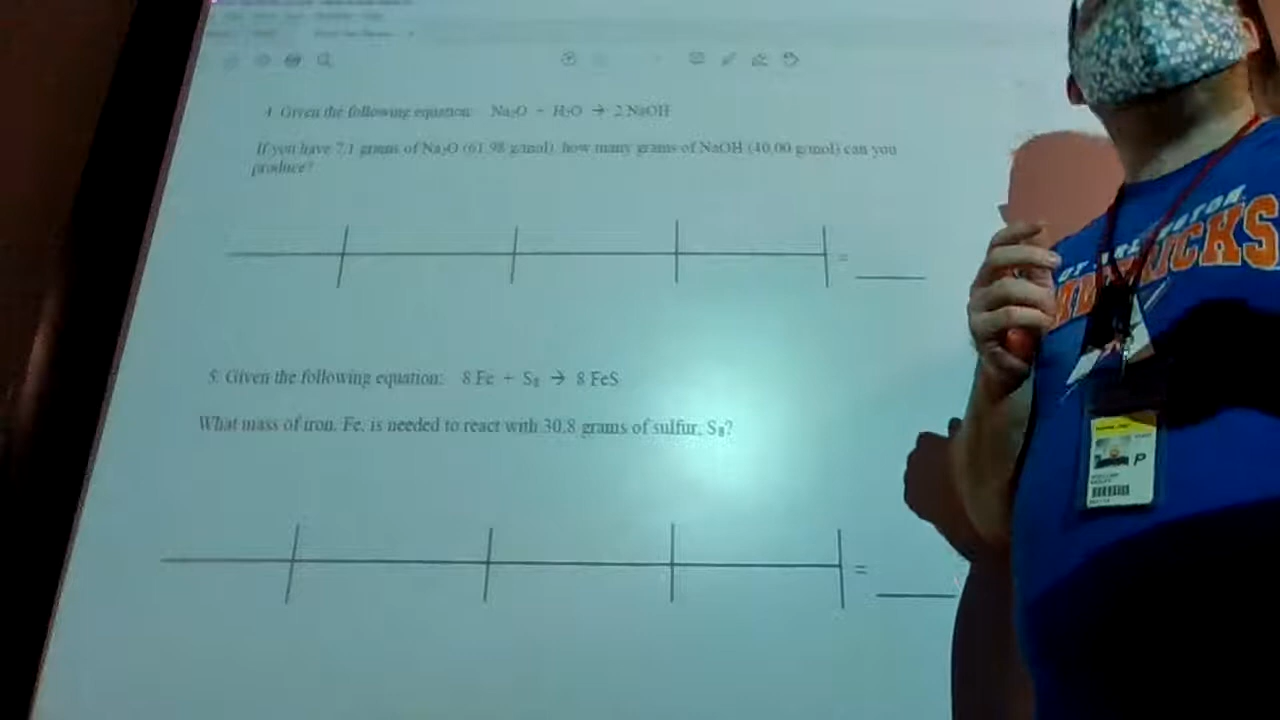 4. Given the following equation: Na₂O + H₂O → 2 NaOH
If you have 7.1 grams of Na₂O (61.98 g/mol), how many grams of NaOH (40.00 g/mol) can you
produce?
=
5. Given the following equation: 8 Fe + S₈ → 8 FeS
What mass of iron, Fe, is needed to react with 30.8 grams of sulfur, S₈?
=
P